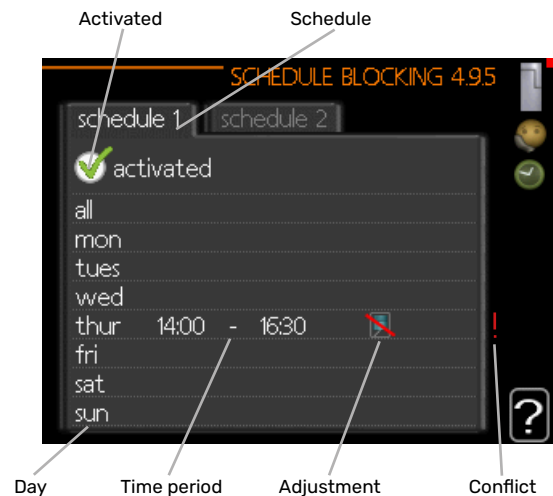 Activated Schedule
SCHEDULE BLOCKING 4.9.5
schedule 1 schedule 2
activated
all
mon
tues
wed
thur 14:00 - 16:30 !
fri
sat
sun
?
Day Time period Adjustment Conflict